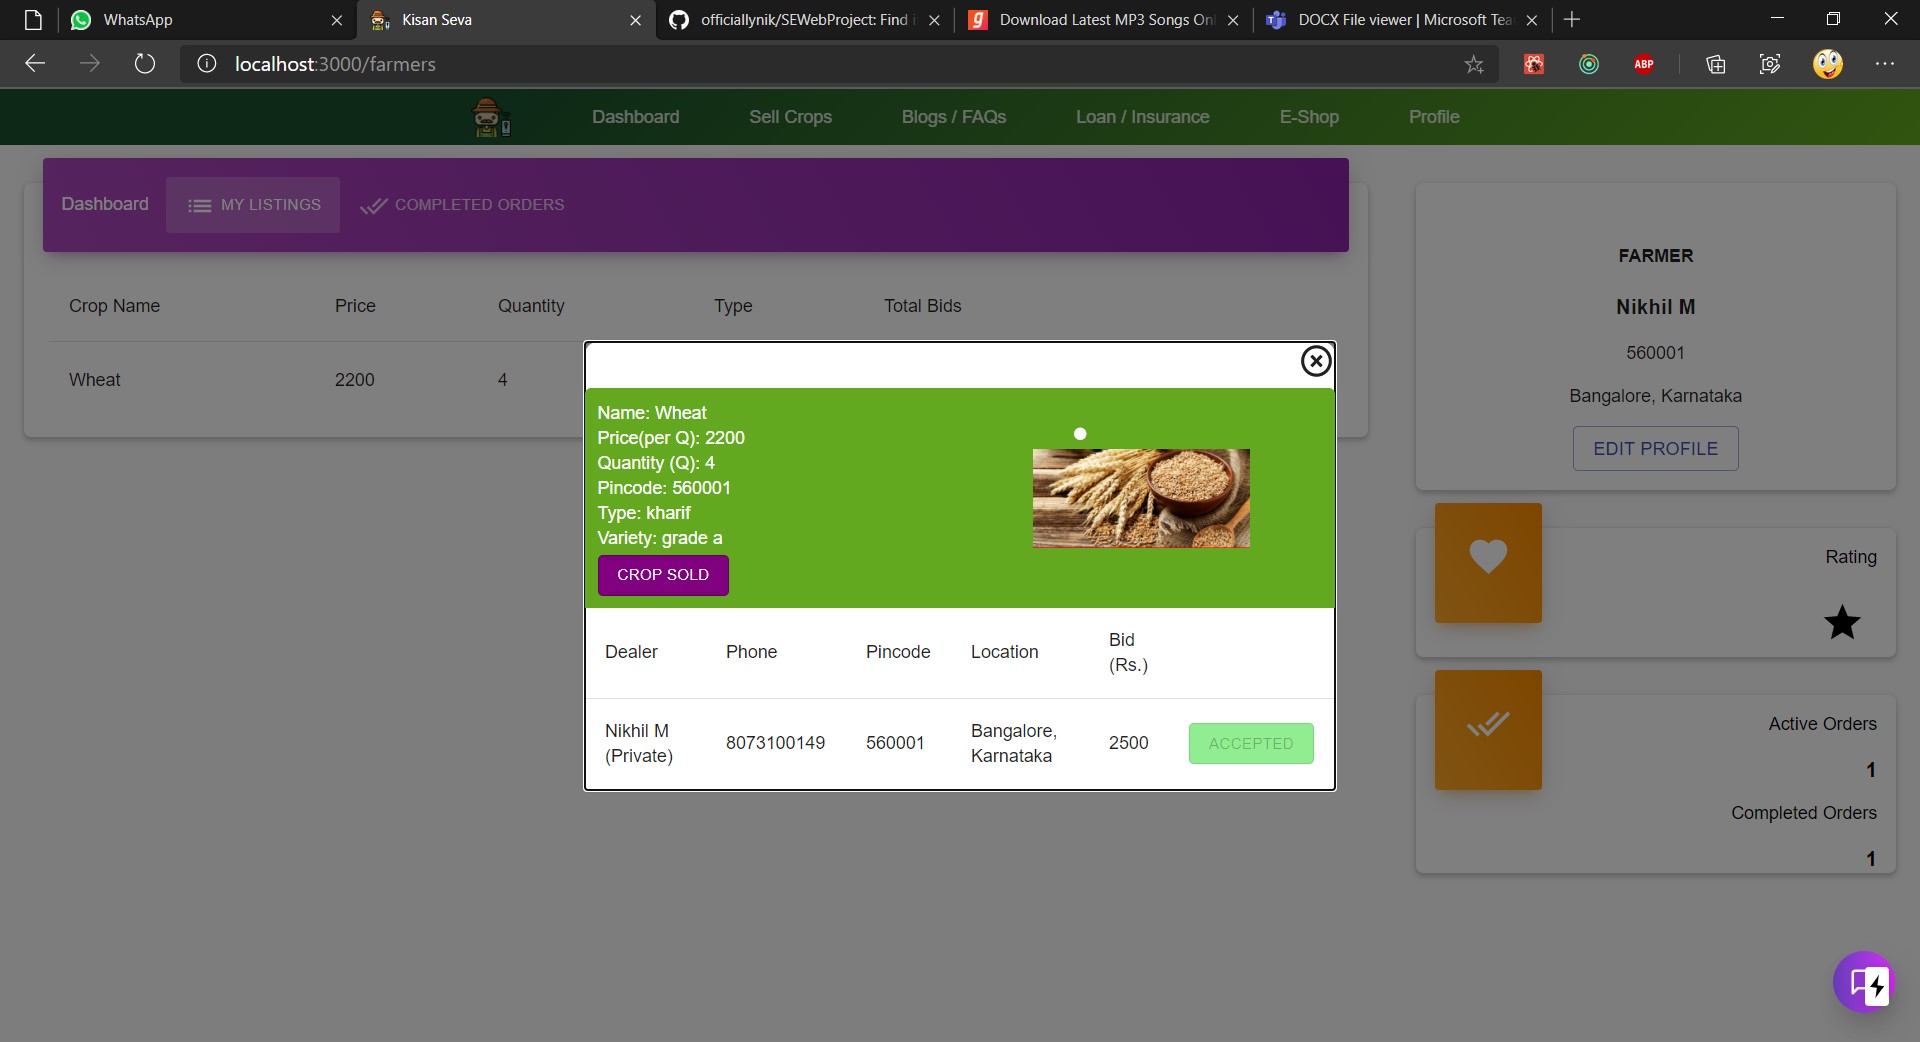 WhatsApp
Kisan Seva
officiallynik/SEWebProject: Find i
Download Latest MP3 Songs Onl
DOCX File viewer | Microsoft Tea
localhost:3000/farmers
ABP
Dashboard
Sell Crops
Blogs / FAQs
Loan / Insurance
E-Shop
Profile
Dashboard
MY LISTINGS
COMPLETED ORDERS
Crop Name
Price
Quantity
Type
Total Bids
Wheat
2200
4
Name: Wheat
Price(per Q): 2200
Quantity (Q): 4
Pincode: 560001
Type: kharif
Variety: grade a
CROP SOLD
Dealer
Phone
Pincode
Location
Bid
(Rs.)
Nikhil M
(Private)
8073100149
560001
Bangalore,
Karnataka
2500
ACCEPTED
FARMER
Nikhil M
560001
Bangalore, Karnataka
EDIT PROFILE
Rating
Active Orders
1
Completed Orders
1